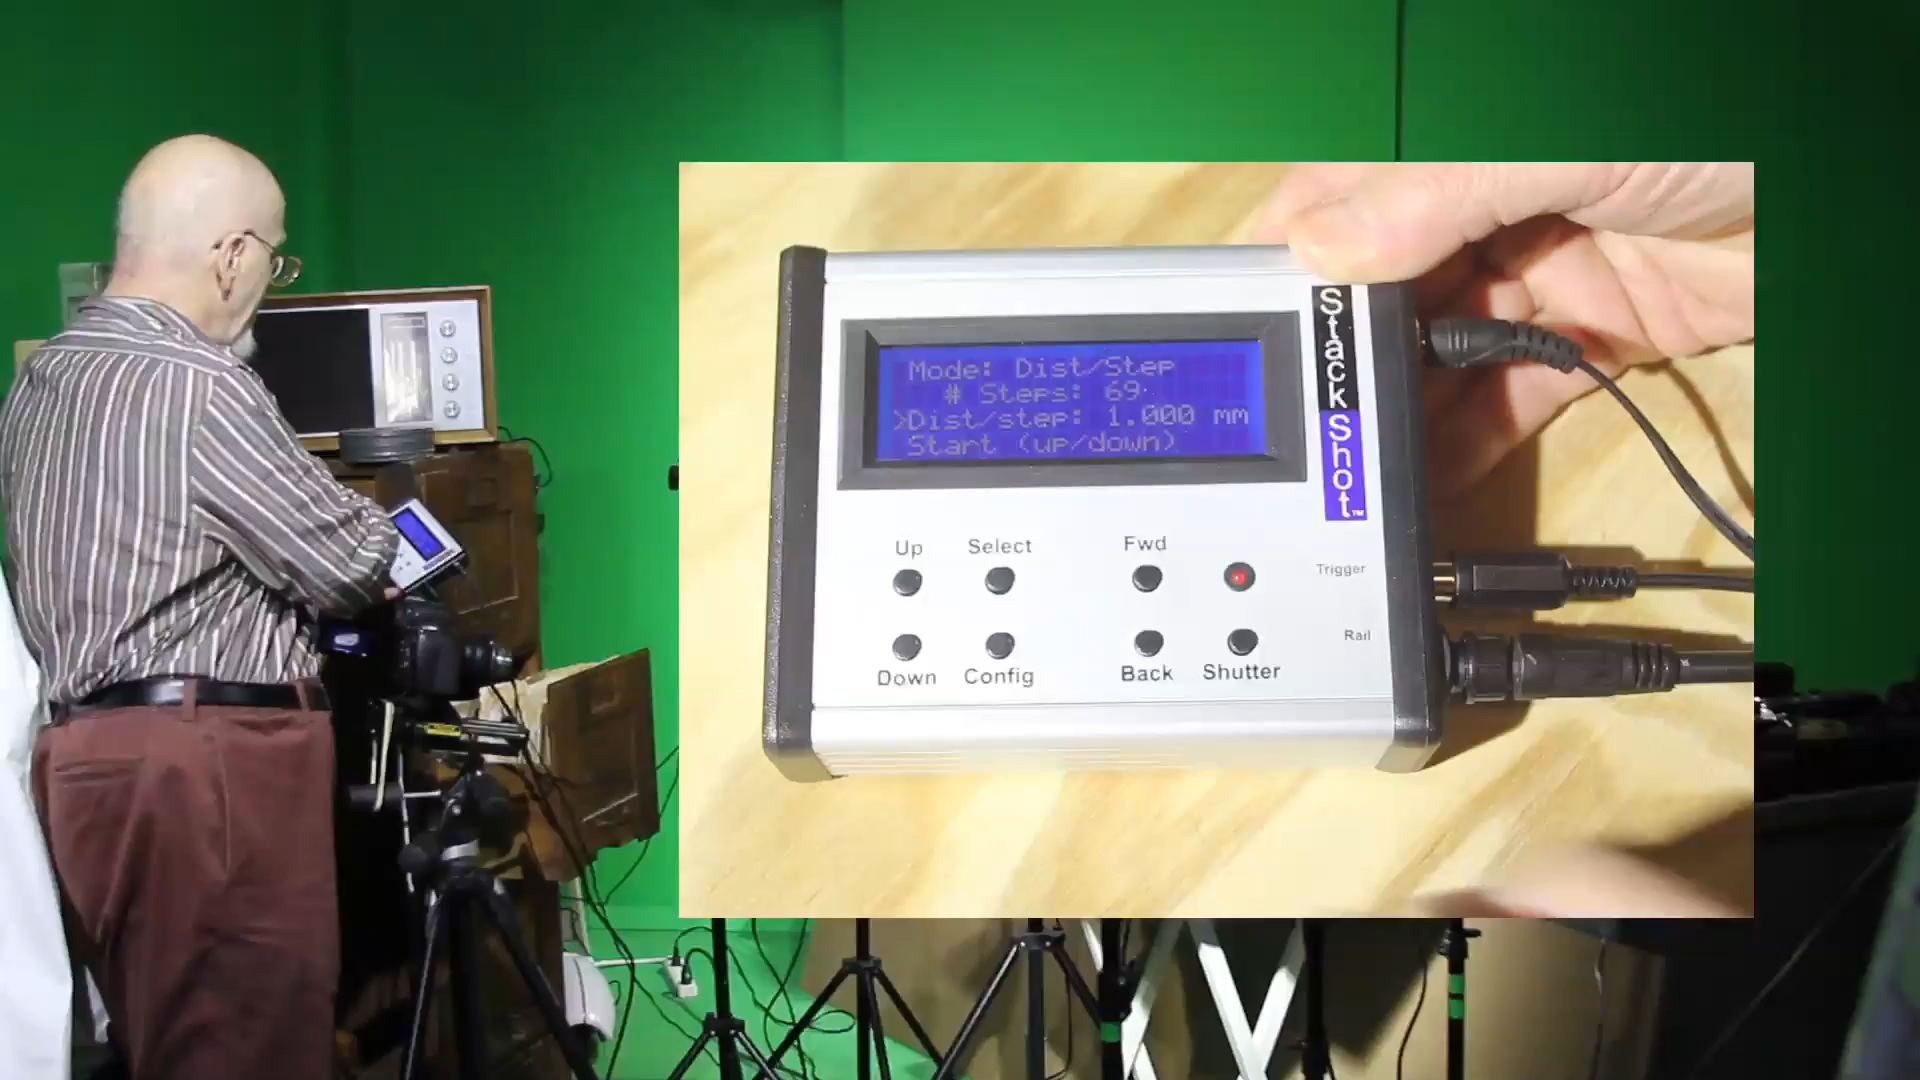 Mode: Dist/Step
# Steps: 69
>Dist/step: 1.000 mm
Start (up/down)
StackShot™
Up
Select
Fwd
Trigger
Rail
Down
Config
Back
Shutter